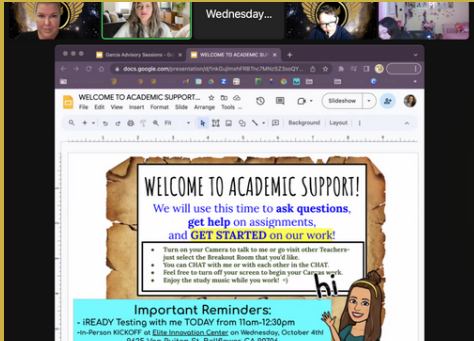 Wednesday...
Garcia Advisory Sessions - Go
WELCOME TO ACADEMIC SU
WELCOME TO ACADEMIC SUPPORT...
File Edit View Insert Format Slide Arrange Tools
Slideshow
Fit
Background Layout
WELCOME TO ACADEMIC SUPPORT!
We will use this time to ask questions,
get help on assignments,
and GET STARTED on our work!
Turn on your Camera to talk to me or go visit other Teachers-
just select the Breakout Room that you'd like.
You can CHAT with me or with each other in the CHAT.
Feel free to turn off your screen to begin your Canvas work.
Enjoy the study music while you work! =)
hi
Important Reminders:
- iREADY Testing with me TODAY from 11am-12:30pm
-In-Person KICKOFF at Elite Innovation Center on Wednesday, October 4th!